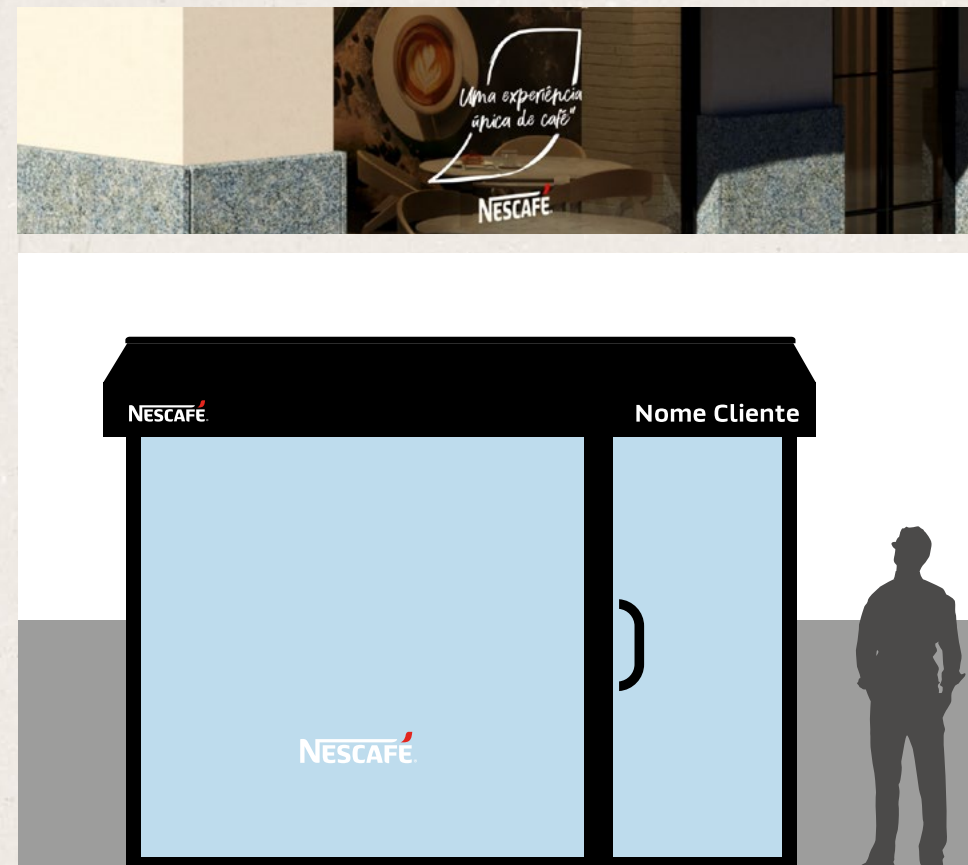 Uma experiência
única de café"
NESCAFÉ
NESCAFÉ
Nome Cliente
NESCAFÉ